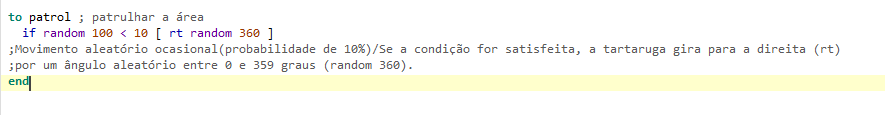 to patrol ; patrulhar a área
if random 100 < 10 [ rt random 360 ]
;Movimento aleatório ocasional(probabilidade de 10%)/Se a condição for satisfeita, a tartaruga gira para a direita (rt)
;por um ângulo aleatório entre 0 e 359 graus (random 360).
end